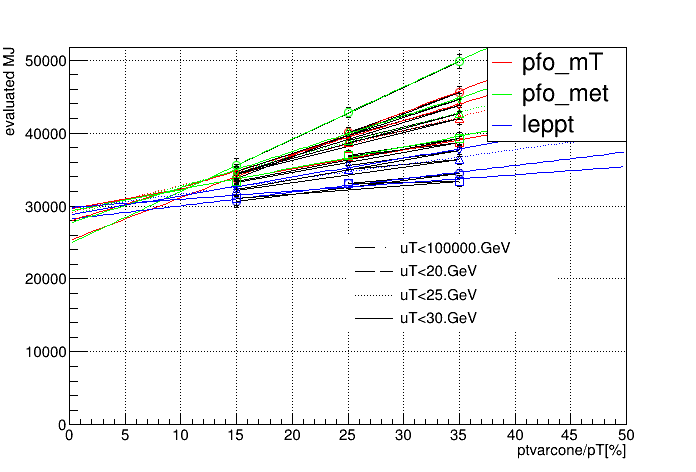 evaluated MJ
50000
40000
30000
20000
10000
0
pfo_mT
pfo_met
leppt
uT<100000.GeV
uT<20.GeV
uT<25.GeV
uT<30.GeV
0 5 10 15 20 25 30 35 40 45 50
ptvarcone/pT[%]